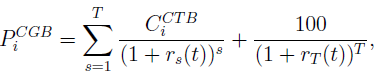 $P_i^{CGB} = \sum_{s=1}^{T} \frac{C_i^{CTB}}{(1 + r_s(t))^s} + \frac{100}{(1 + r_T(t))^T},$